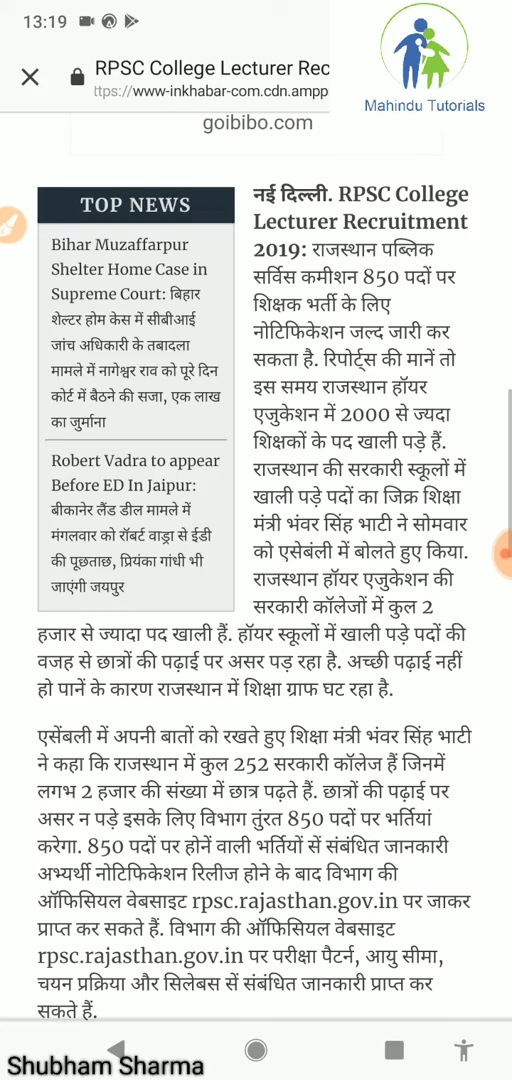 13:19
RPSC College Lecturer Rec
ttps://www-inkhabar-com.cdn.ampp
Mahindu Tutorials
goibibo.com
TOP NEWS
Bihar Muzaffarpur
Shelter Home Case in
Supreme Court: बिहार
शेल्टर होम केस में सीबीआई
जांच अधिकारी के तबादला
मामले में नागेश्वर राव को पूरे दिन
कोर्ट में बैठने की सजा, एक लाख
का जुर्माना
Robert Vadra to appear
Before ED In Jaipur:
बीकानेर लैंड डील मामले में
मंगलवार को रॉबर्ट वाड्रा से ईडी
की पूछताछ, प्रियंका गांधी भी
जाएंगी जयपुर
नई दिल्ली. RPSC College
Lecturer Recruitment
2019: राजस्थान पब्लिक
सर्विस कमीशन 850 पदों पर
शिक्षक भर्ती के लिए
नोटिफिकेशन जल्द जारी कर
सकता है. रिपोर्ट्स की मानें तो
इस समय राजस्थान हॉयर
एजुकेशन में 2000 से ज्यदा
शिक्षकों के पद खाली पड़े हैं.
राजस्थान की सरकारी स्कूलों में
खाली पड़े पदों का जिक्र शिक्षा
मंत्री भंवर सिंह भाटी ने सोमवार
को एसेबंली में बोलते हुए किया.
राजस्थान हॉयर एजुकेशन की
सरकारी कॉलेजों में कुल 2
हजार से ज्यादा पद खाली हैं. हॉयर स्कूलों में खाली पड़े पदों की
वजह से छात्रों की पढ़ाई पर असर पड़ रहा है. अच्छी पढ़ाई नहीं
हो पानें के कारण राजस्थान में शिक्षा ग्राफ घट रहा है.
एसेंबली में अपनी बातों को रखते हुए शिक्षा मंत्री भंवर सिंह भाटी
ने कहा कि राजस्थान में कुल 252 सरकारी कॉलेज हैं जिनमें
लगभ 2 हजार की संख्या में छात्र पढ़ते हैं. छात्रों की पढ़ाई पर
असर न पड़े इसके लिए विभाग तुंरत 850 पदों पर भर्तियां
करेगा. 850 पदों पर होनें वाली भर्तियों सें संबंधित जानकारी
अभ्यर्थी नोटिफिकेशन रिलीज होने के बाद विभाग की
ऑफिसियल वेबसाइट rpsc.rajasthan.gov.in पर जाकर
प्राप्त कर सकते हैं. विभाग की ऑफिसियल वेबसाइट
rpsc.rajasthan.gov.in पर परीक्षा पैटर्न, आयु सीमा,
चयन प्रक्रिया और सिलेबस सें संबंधित जानकारी प्राप्त कर
सकते हैं.
Shubham Sharma